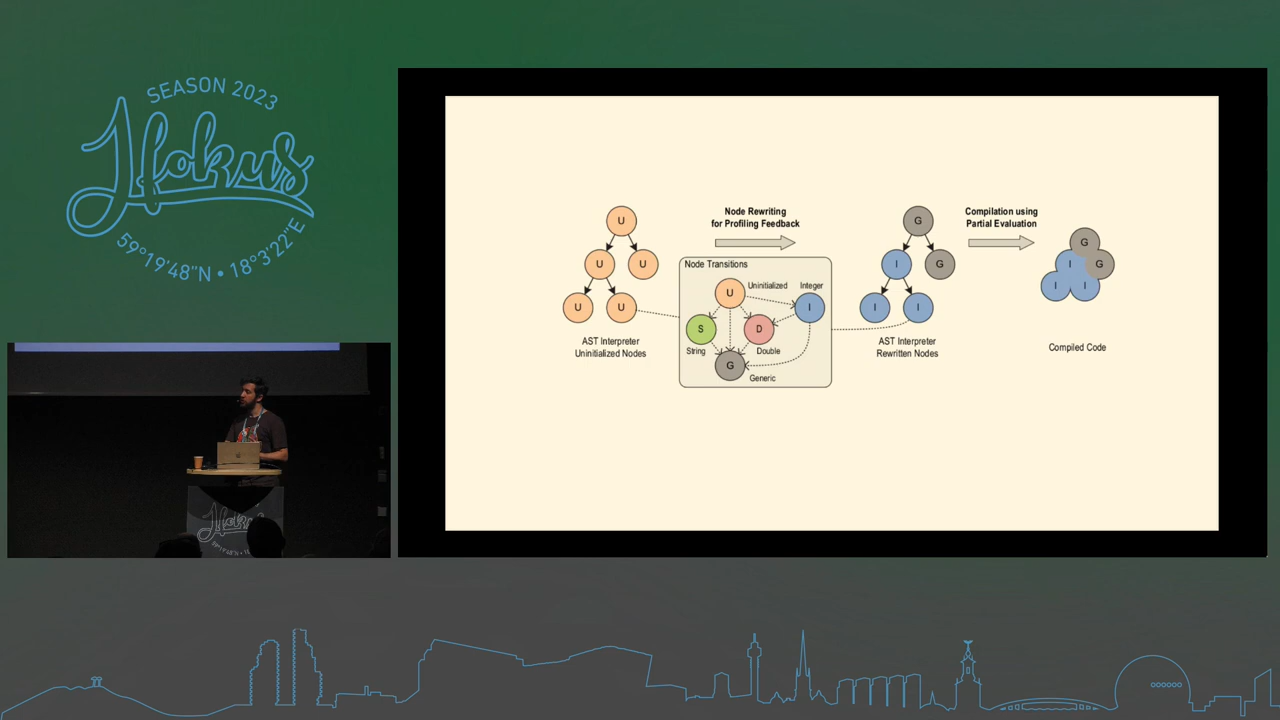 SEASON 2023
Jfokus
59°19'48"N • 18°3'22"E
Node Rewriting
for Profiling Feedback
Compilation using
Partial Evaluation
U
U
U
U
U
AST Interpreter
Uninitialized Nodes
Node Transitions
U
Uninitialized
Integer
I
S
D
String
Double
G
Generic
G
I
G
I
I
AST Interpreter
Rewritten Nodes
G
I
G
I
I
Compiled Code
Jfokus